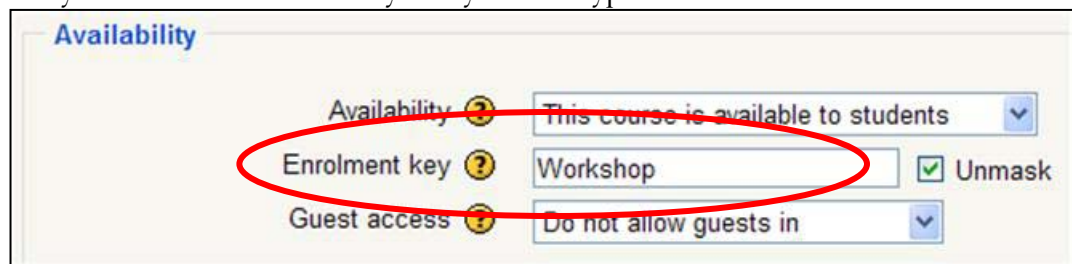 Availability
Availability ? This course is available to students
Enrolment key ? Workshop Unmask
Guest access ? Do not allow guests in